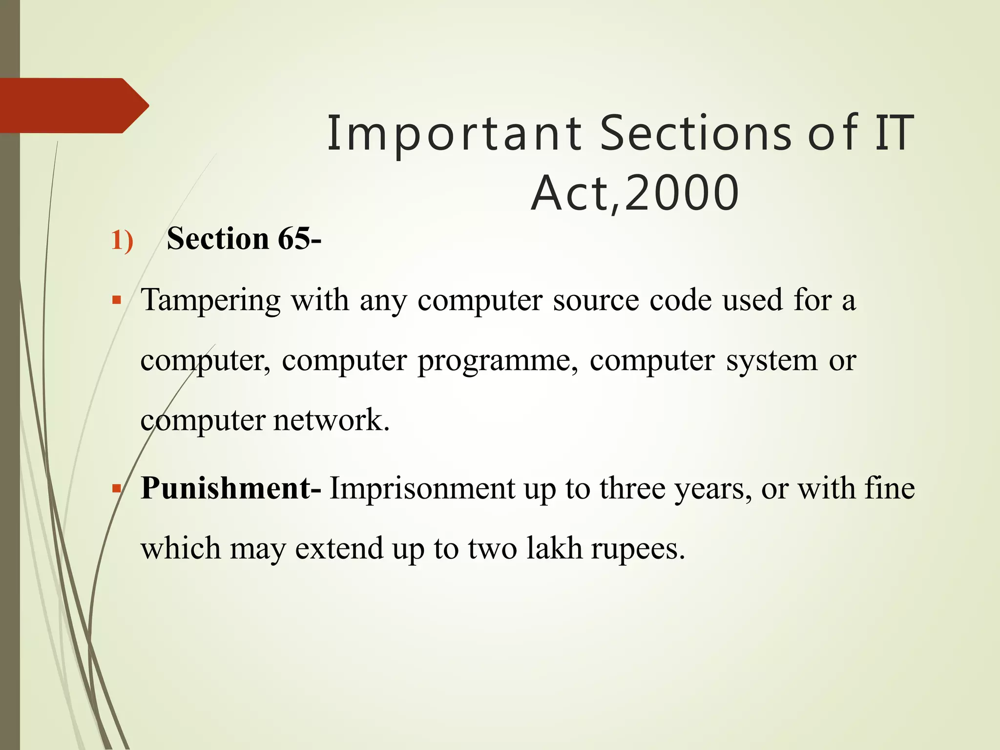 Important Sections of IT
Act,2000
1) Section 65-
▪ Tampering with any computer source code used for a
computer, computer programme, computer system or
computer network.
▪ Punishment- Imprisonment up to three years, or with fine
which may extend up to two lakh rupees.